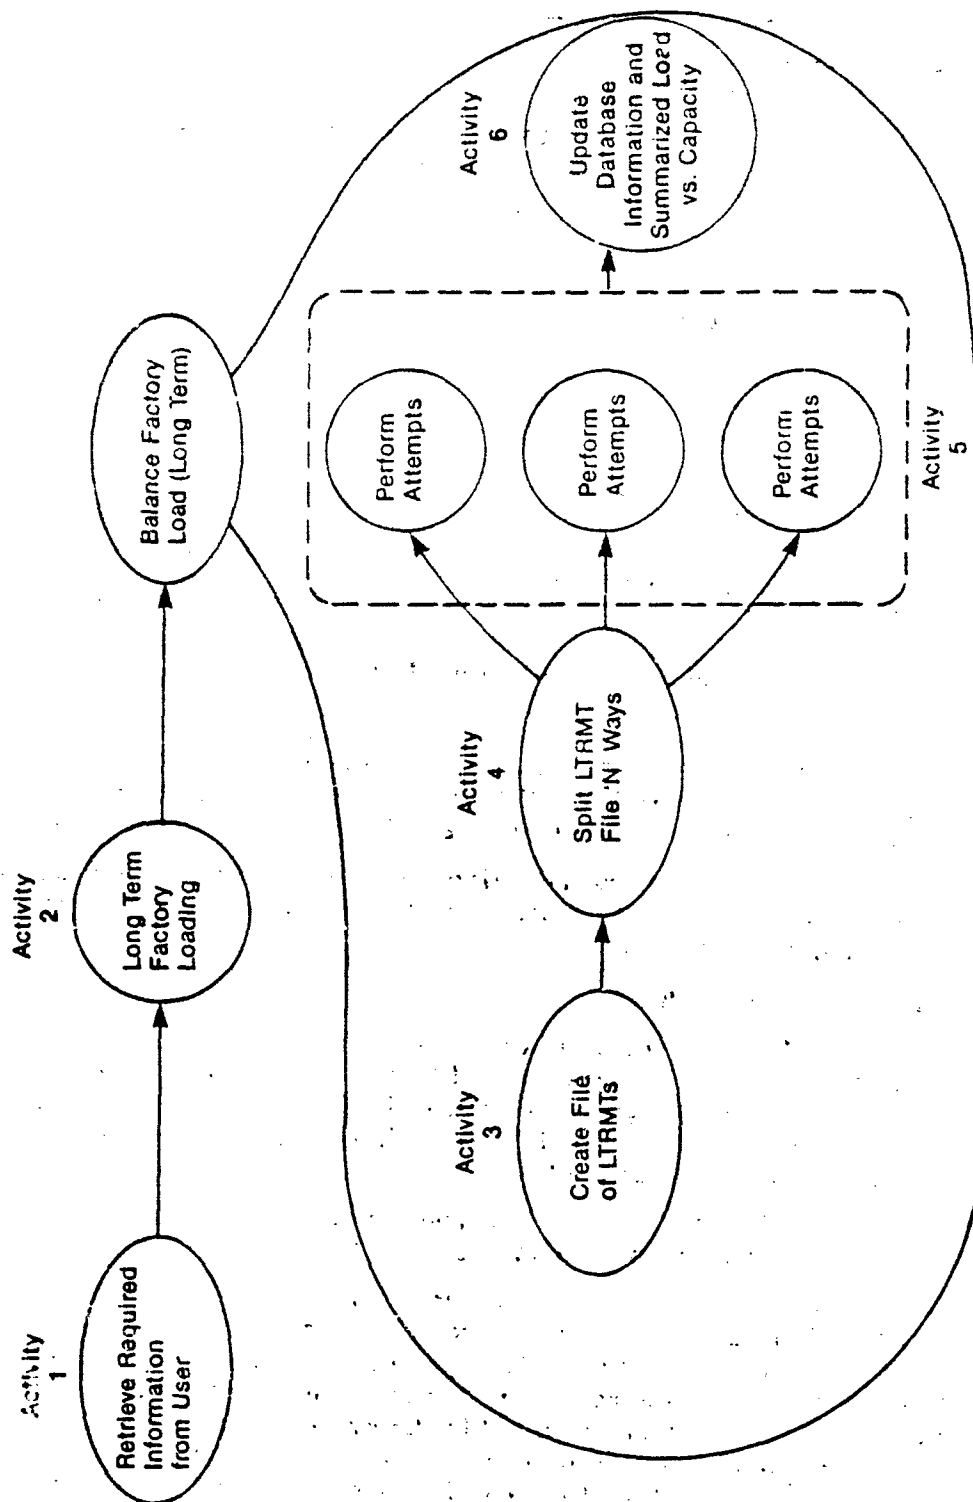 Activity
1
Retrieve Required
Information
from User
Activity
2
Long Term
Factory
Loading
Balance Factory
Load (Long Term)
Activity
3
Create File
of LTRMTs
Activity
4
Split LTRMT
File 'N' Ways
Perform
Attempts
Perform
Attempts
Perform
Attempts
Activity
5
Activity
6
Update
Database
Information and
Summarized Load
vs. Capacity